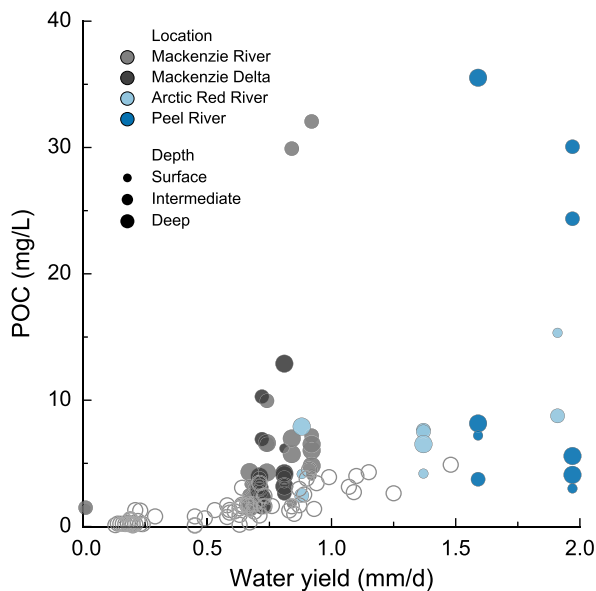 40
30
20
10
0
POC (mg/L)
Location
Mackenzie River
Mackenzie Delta
Arctic Red River
Peel River
Depth
Surface
Intermediate
Deep
0.0 0.5 1.0 1.5 2.0
Water yield (mm/d)